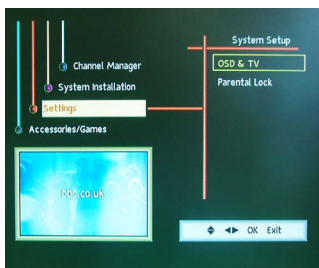 System Setup
Channel Manager
OSD & TV
System Installation
Parental Lock
Settings
Accessories/Games
bbc.co.uk
OK Exit